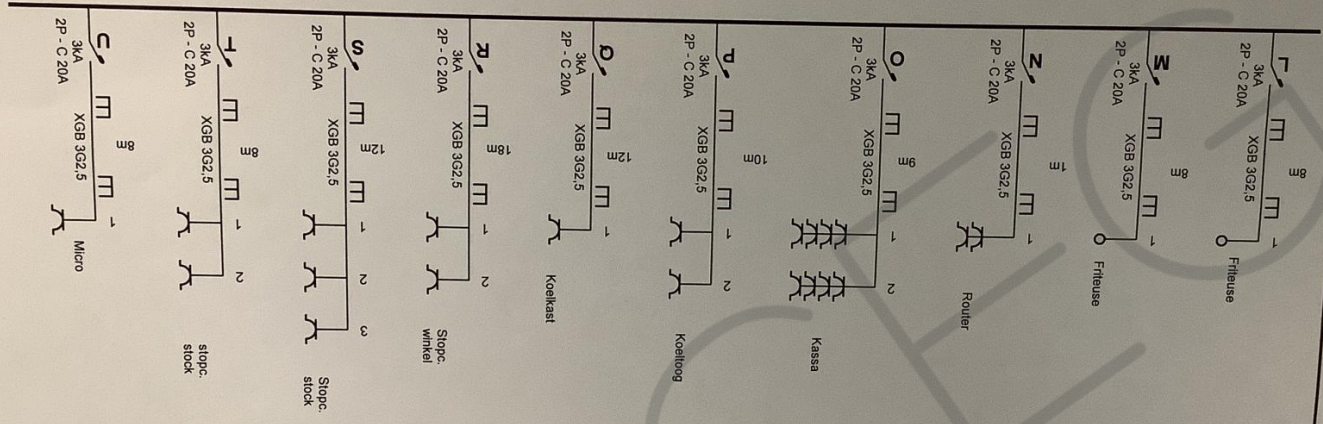 8m
L
XGB 3G2,5
1
3kA
2P - C 20A
Friteuse
8m
M
XGB 3G2,5
1
3kA
2P - C 20A
Friteuse
1m
N
XGB 3G2,5
1
3kA
2P - C 20A
Router
9m
O
XGB 3G2,5
1
2
3kA
2P - C 20A
Kassa
10m
P
XGB 3G2,5
1
2
3kA
2P - C 20A
Koeltoog
12m
Q
XGB 3G2,5
1
3kA
2P - C 20A
Koelkast
18m
R
XGB 3G2,5
1
2
3kA
2P - C 20A
Stopc.
winkel
12m
S
XGB 3G2,5
1
2
3
3kA
2P - C 20A
Stopc.
stock
8m
T
XGB 3G2,5
1
2
3kA
2P - C 20A
stopc.
stock
8m
U
XGB 3G2,5
1
3kA
2P - C 20A
Micro